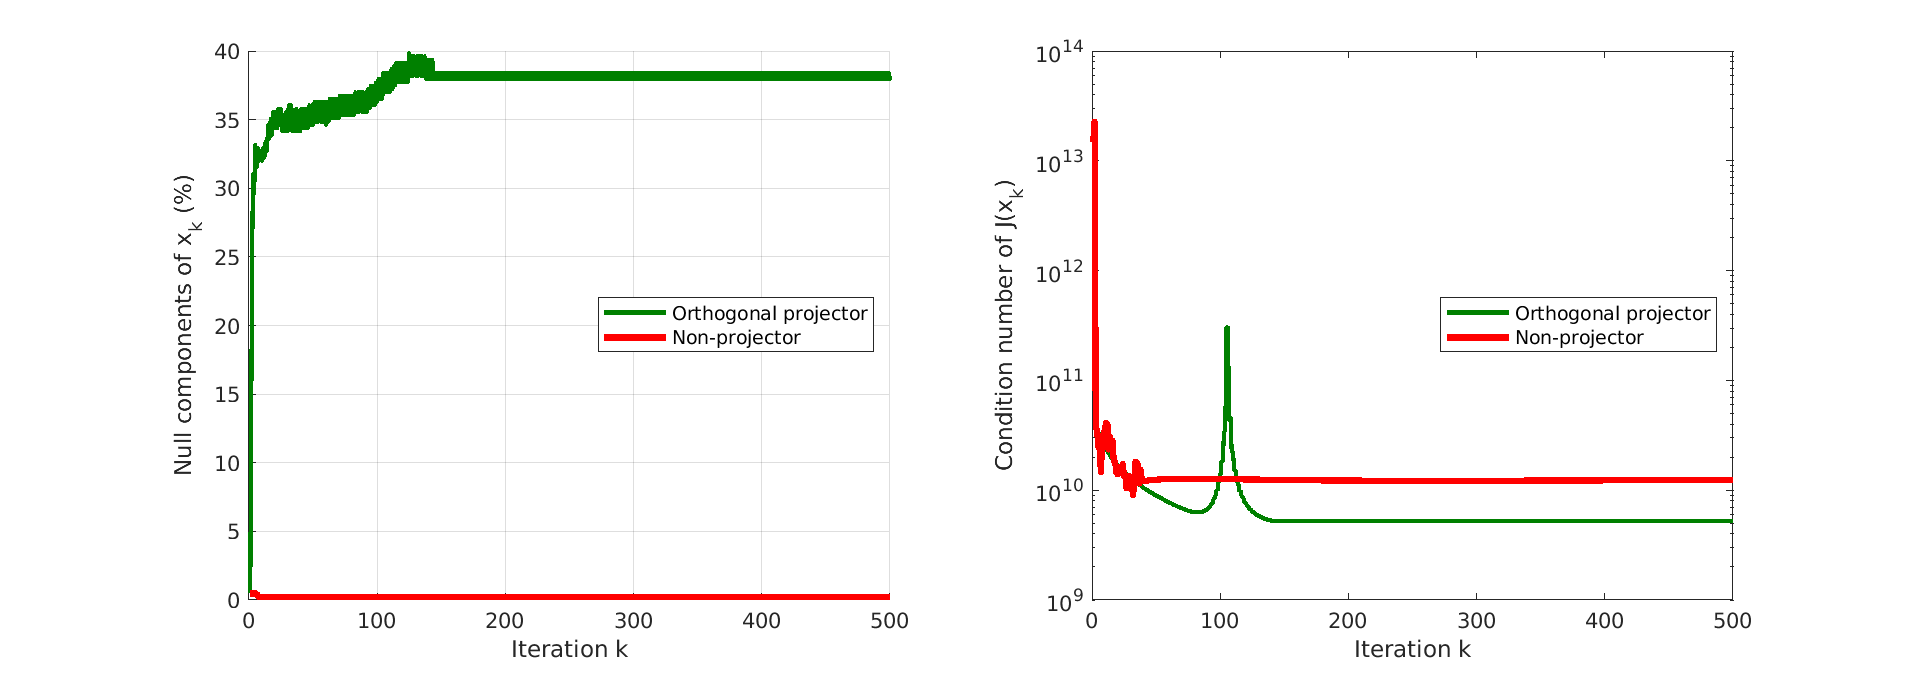 40
35
30
25
20
15
10
5
0
Null components of x_k (%)
0 100 200 300 400 500
Iteration k
Orthogonal projector
Non-projector
10^14
10^13
10^12
10^11
10^10
10^9
Condition number of J(x_k)
0 100 200 300 400 500
Iteration k
Orthogonal projector
Non-projector